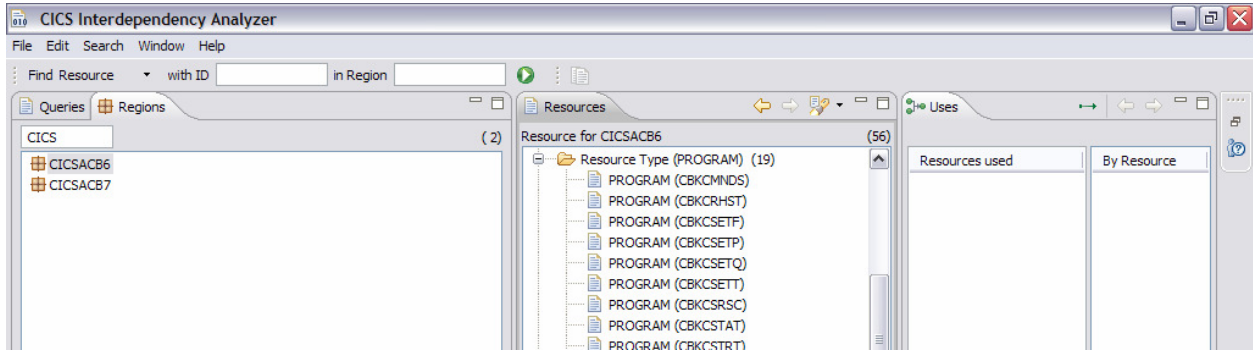 CICS Interdependency Analyzer
File Edit Search Window Help
Find Resource with ID in Region
Queries Regions
CICS (2)
CICSACB6
CICSACB7
Resources
Resource for CICSACB6 (56)
Resource Type (PROGRAM) (19)
PROGRAM (CBKCMNDS)
PROGRAM (CBKCRHST)
PROGRAM (CBKCSETF)
PROGRAM (CBKCSETP)
PROGRAM (CBKCSETQ)
PROGRAM (CBKCSETT)
PROGRAM (CBKCSRSC)
PROGRAM (CBKCSTAT)
PROGRAM (CBKCSTRT)
Uses
Resources used By Resource